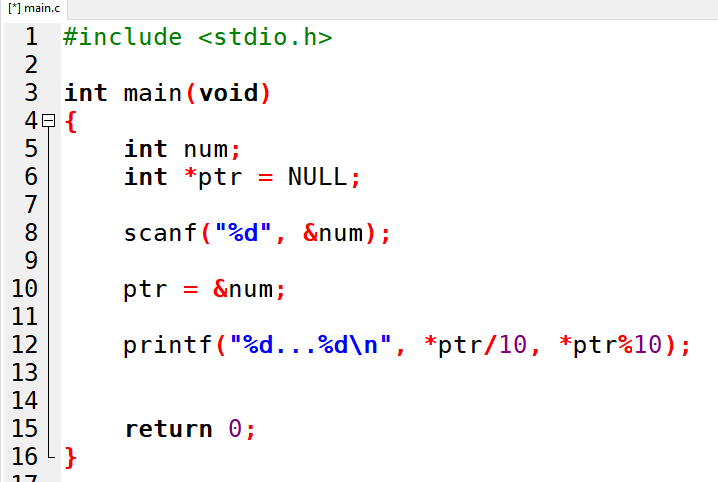 [*] main.c
1 #include <stdio.h>
2
3 int main(void)
4 {
5 int num;
6 int *ptr = NULL;
7
8 scanf("%d", &num);
9
10 ptr = &num;
11
12 printf("%d...%d\n", *ptr/10, *ptr%10);
13
14
15 return 0;
16 }
17